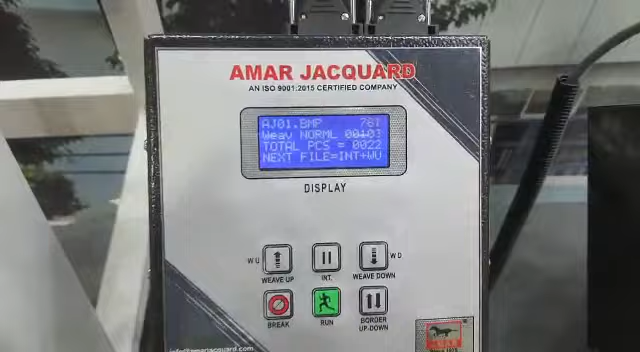 AMAR JACQUARD
AN ISO 9001:2015 CERTIFIED COMPANY
AJ01.BMP 761
Weav NORML 00103
TOTAL PCS = 0022
NEXT FILE=INT+WU
DISPLAY
W U
W D
WEAVE UP
INT.
WEAVE DOWN
BREAK
RUN
BORDER
UP-DOWN
info@amarjacquard.com